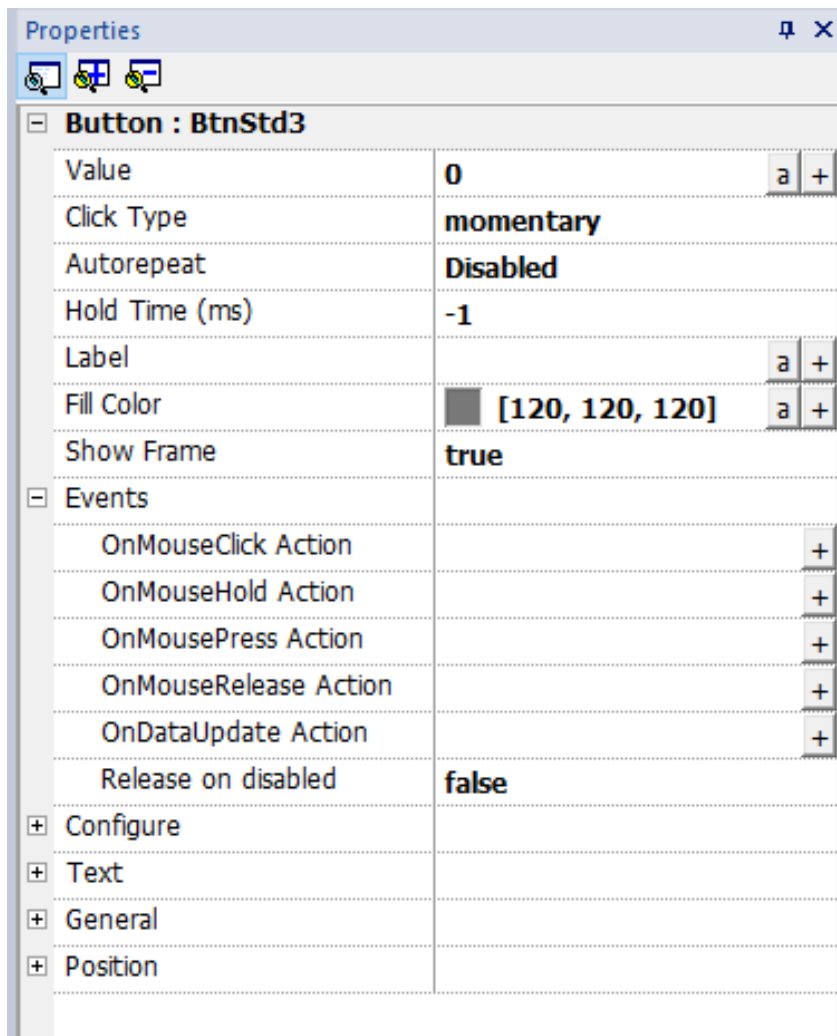 Properties
Button : BtnStd3
Value 0 a +
Click Type momentary
Autorepeat Disabled
Hold Time (ms) -1
Label a +
Fill Color [120, 120, 120] a +
Show Frame true
Events
OnMouseClick Action +
OnMouseHold Action +
OnMousePress Action +
OnMouseRelease Action +
OnDataUpdate Action +
Release on disabled false
Configure
Text
General
Position